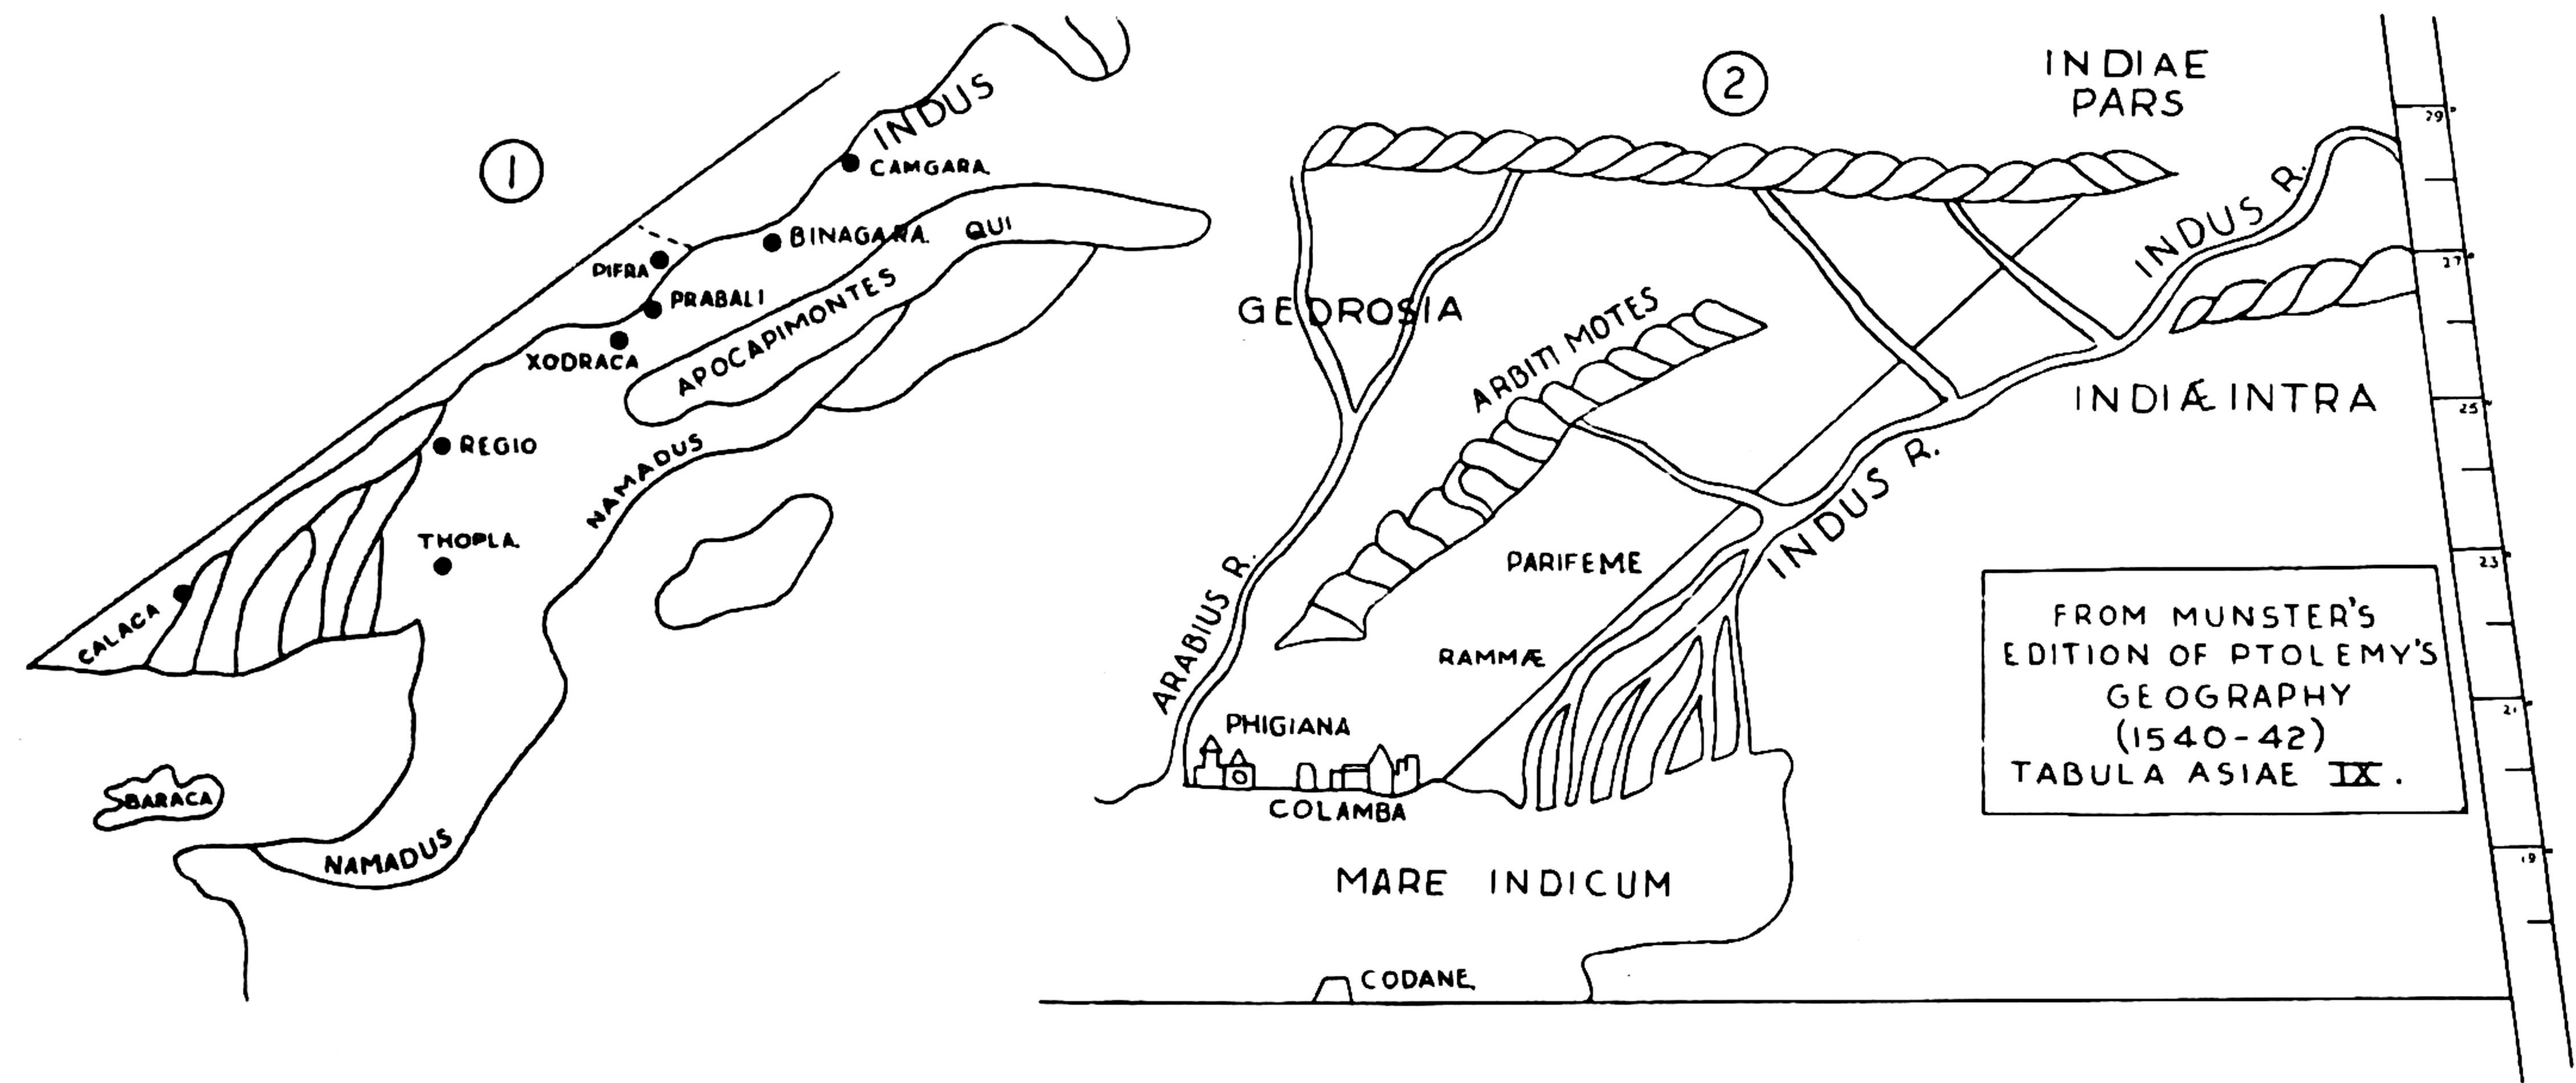 1
INDUS
CAMGARA.
BINAGARA.
QUI
DIFRA
PRABALI
APOCAPIMONTES
XODRACA
REGIO
NAMADUS
THOPLA.
CALACA
BARACA
NAMADUS
2
INDIAE
PARS
29
INDUS R.
27
GEDROSIA
ARBITI MOTES
INDIÆ INTRA
25
INDUS R.
PARIFEME
23
ARABIUS R.
RAMMÆ
PHIGIANA
COLAMBA
21
MARE INDICUM
19
CODANE
FROM MUNSTER'S
EDITION OF PTOLEMY'S
GEOGRAPHY
(1540-42)
TABULA ASIAE IX.